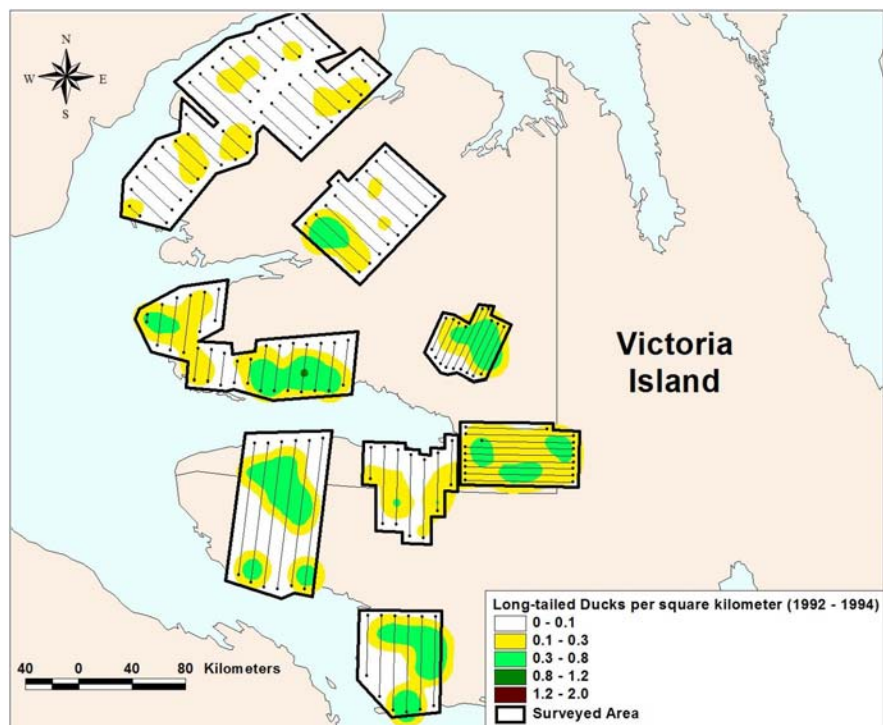 N
W E
S
Victoria
Island
Long-tailed Ducks per square kilometer (1992 - 1994)
0 - 0.1
0.1 - 0.3
0.3 - 0.8
0.8 - 1.2
1.2 - 2.0
Surveyed Area
40 0 40 80 Kilometers